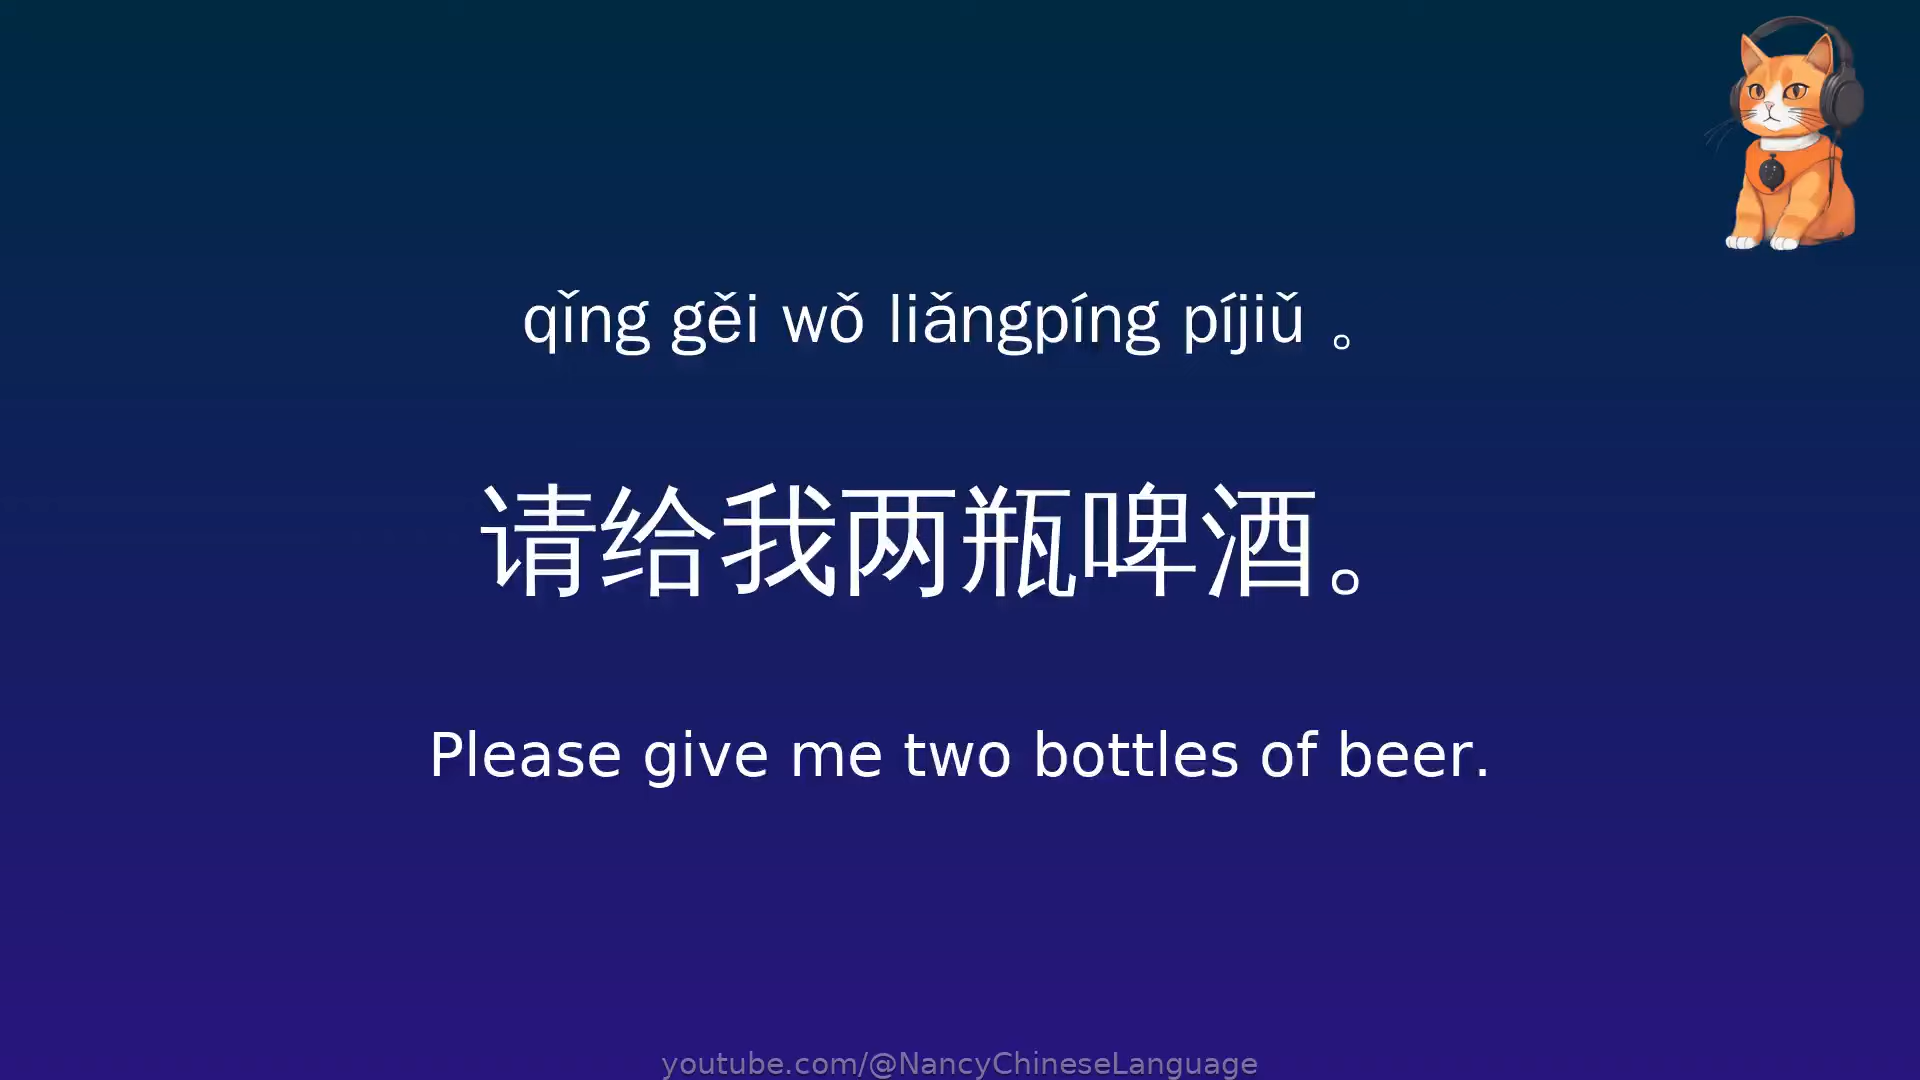 qǐng gěi wǒ liǎngpíng píjiǔ 。
请给我两瓶啤酒。
Please give me two bottles of beer.
youtube.com/@NancyChineseLanguage